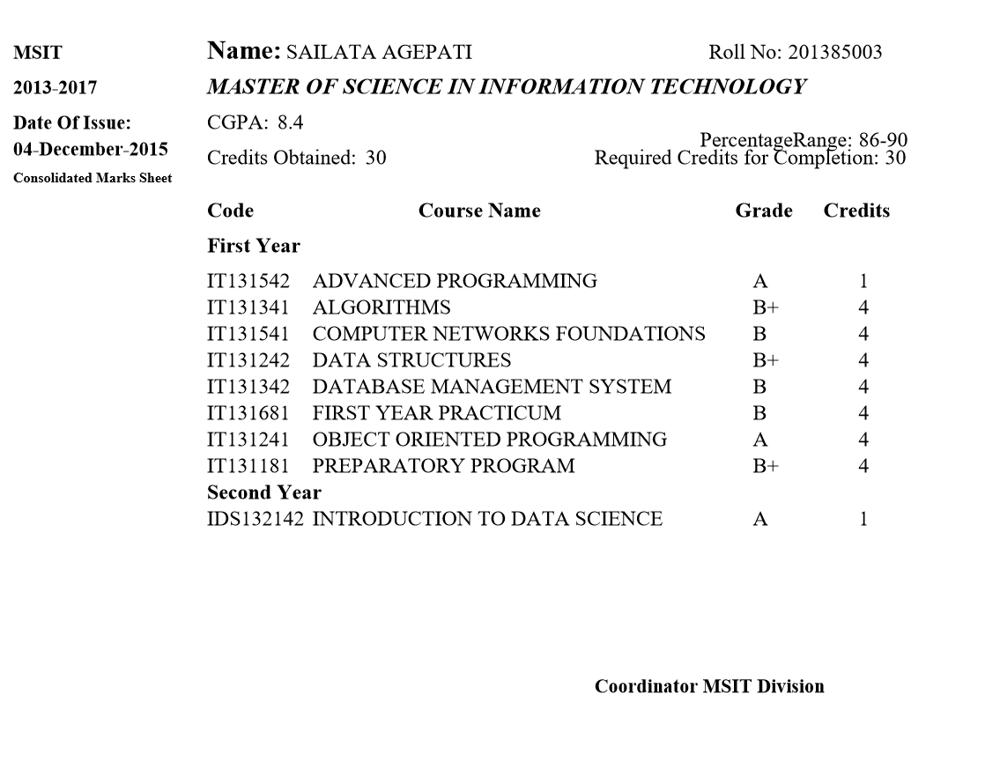 MSIT
2013-2017
Date Of Issue:
04-December-2015
Consolidated Marks Sheet
Name: SAILATA AGEPATI Roll No: 201385003
MASTER OF SCIENCE IN INFORMATION TECHNOLOGY
CGPA: 8.4
PercentageRange: 86-90
Credits Obtained: 30 Required Credits for Completion: 30
Code Course Name Grade Credits
First Year
IT131542 ADVANCED PROGRAMMING A 1
IT131341 ALGORITHMS B+ 4
IT131541 COMPUTER NETWORKS FOUNDATIONS B 4
IT131242 DATA STRUCTURES B+ 4
IT131342 DATABASE MANAGEMENT SYSTEM B 4
IT131681 FIRST YEAR PRACTICUM B 4
IT131241 OBJECT ORIENTED PROGRAMMING A 4
IT131181 PREPARATORY PROGRAM B+ 4
Second Year
IDS132142 INTRODUCTION TO DATA SCIENCE A 1
Coordinator MSIT Division